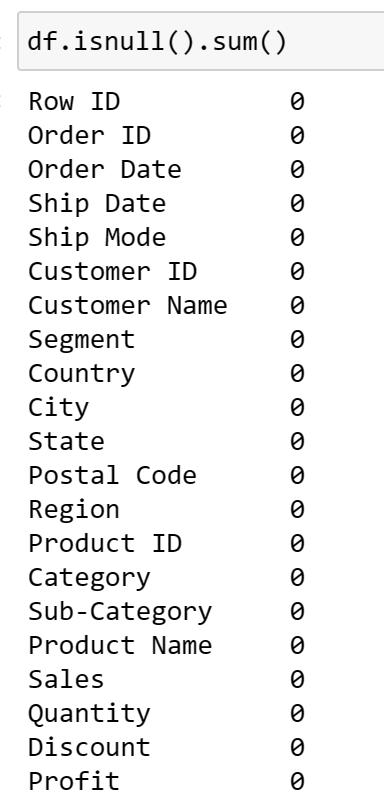 df.isnull().sum()
Row ID 0
Order ID 0
Order Date 0
Ship Date 0
Ship Mode 0
Customer ID 0
Customer Name 0
Segment 0
Country 0
City 0
State 0
Postal Code 0
Region 0
Product ID 0
Category 0
Sub-Category 0
Product Name 0
Sales 0
Quantity 0
Discount 0
Profit 0